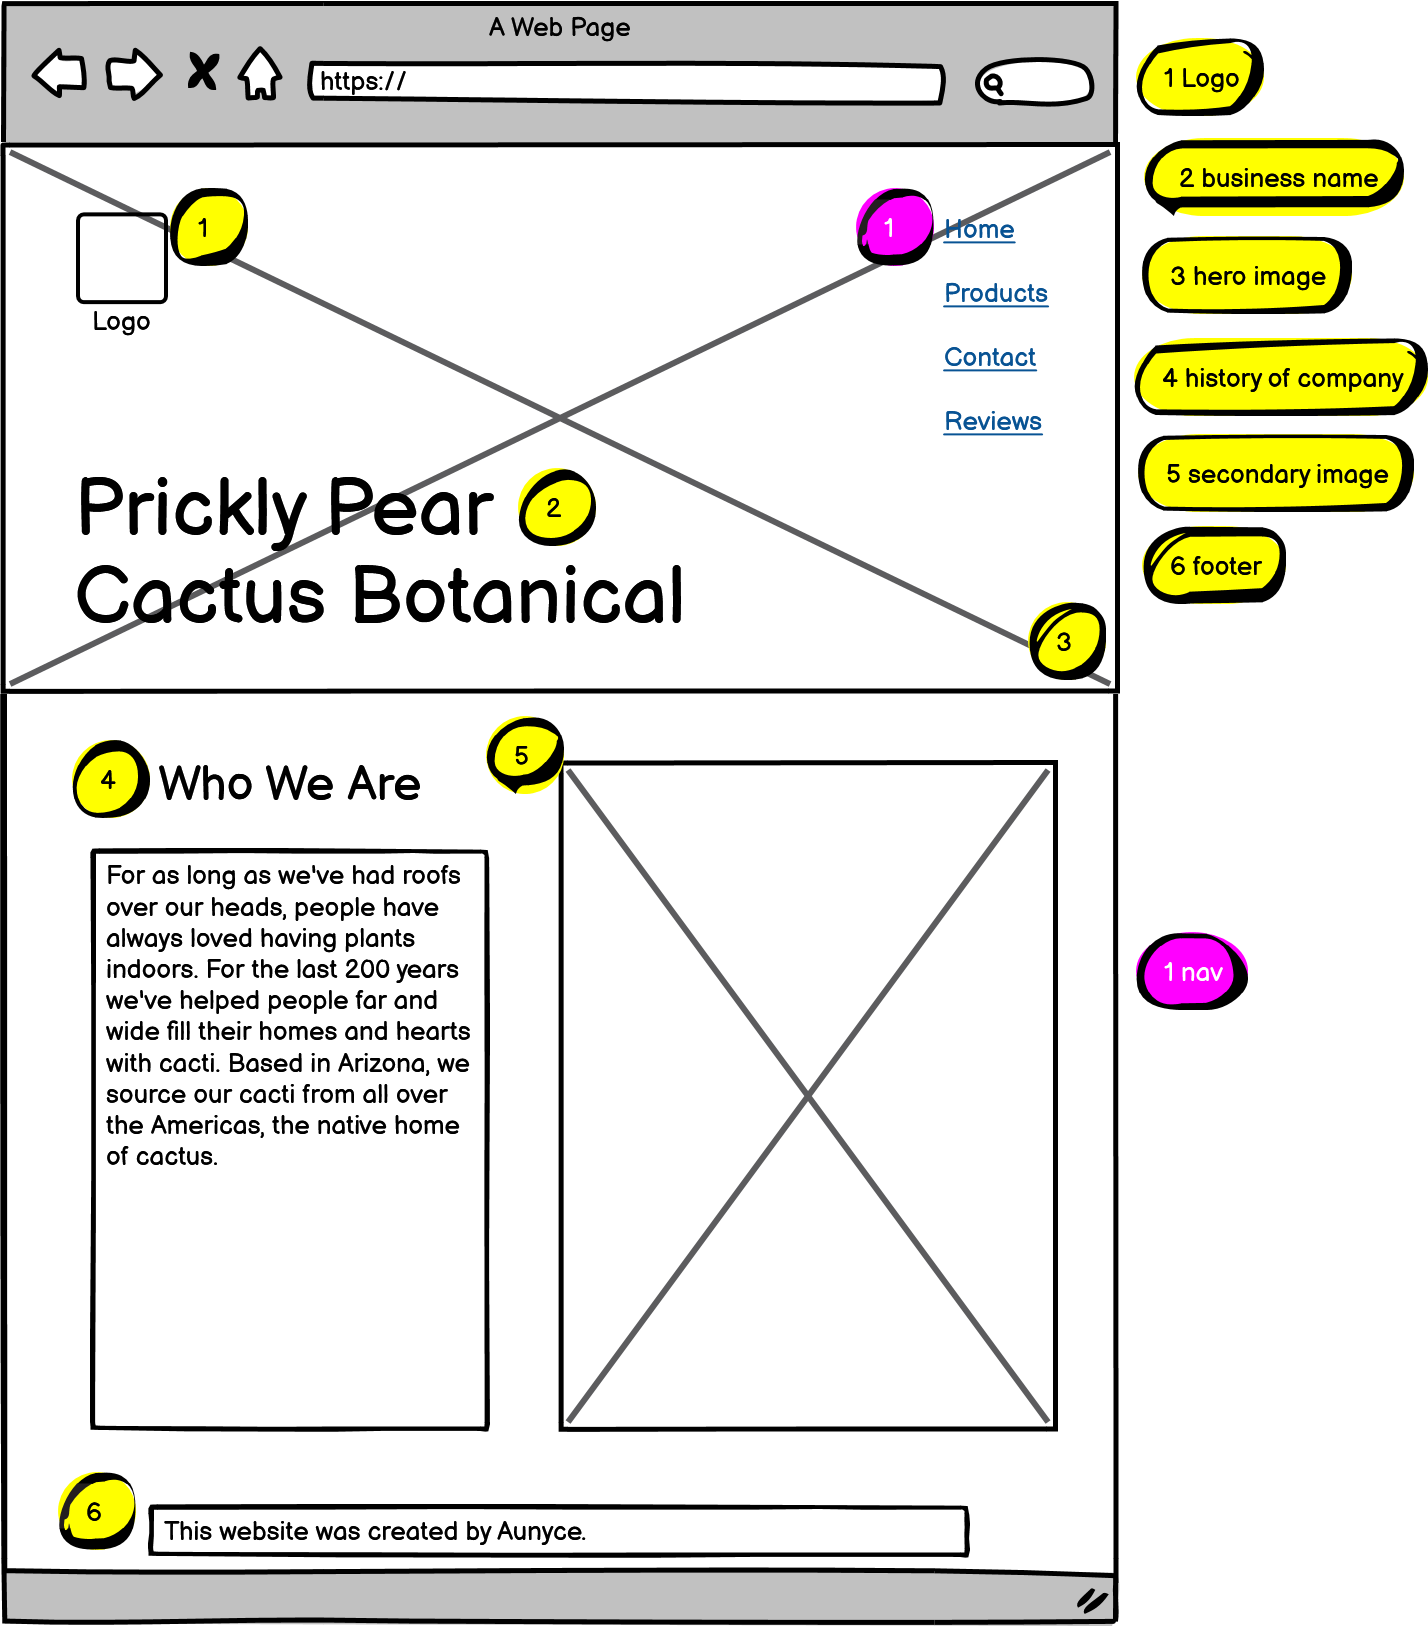 A Web Page
https://
1 Logo
2 business name
3 hero image
4 history of company
5 secondary image
6 footer
1
Logo
1
Home
Products
Contact
Reviews
Prickly Pear
2
Cactus Botanical
3
4
Who We Are
5
For as long as we've had roofs
over our heads, people have
always loved having plants
indoors. For the last 200 years
we've helped people far and
wide fill their homes and hearts
with cacti. Based in Arizona, we
source our cacti from all over
the Americas, the native home
of cactus.
1 nav
6
This website was created by Aunyce.